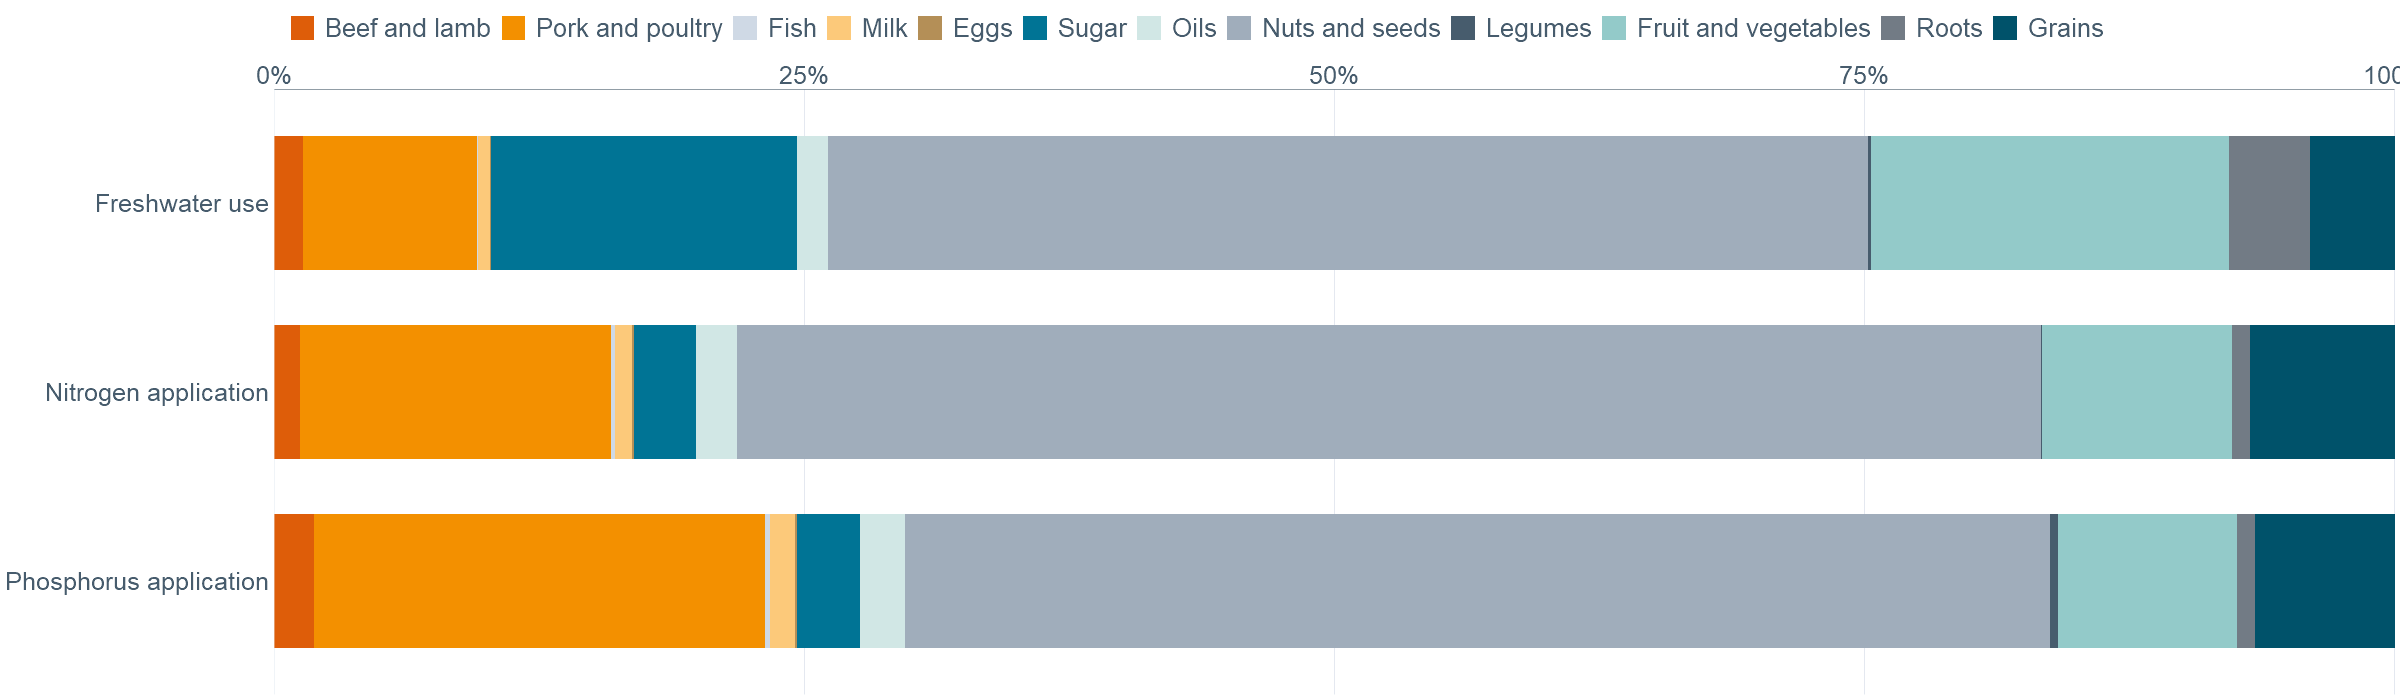 Beef and lamb Pork and poultry Fish Milk Eggs Sugar Oils Nuts and seeds Legumes Fruit and vegetables Roots Grains
0% 25% 50% 75% 100
Freshwater use
Nitrogen application
Phosphorus application